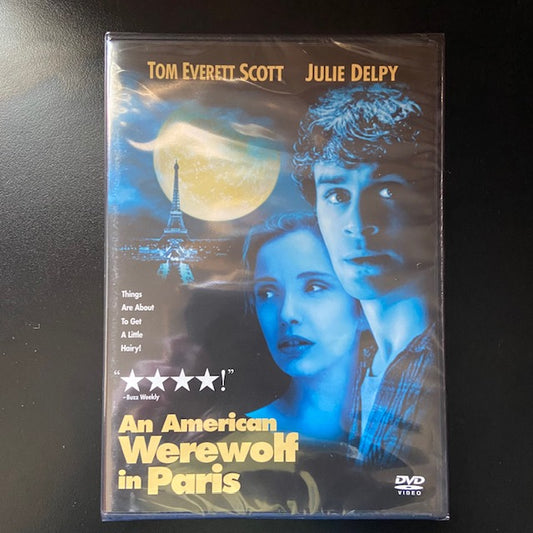 TOM EVERETT SCOTT JULIE DELPY
Things
Are About
To Get
A Little
Hairy!
"★★★★!"
-Buzz Weekly
An American
Werewolf
in Paris
DVD
VIDEO